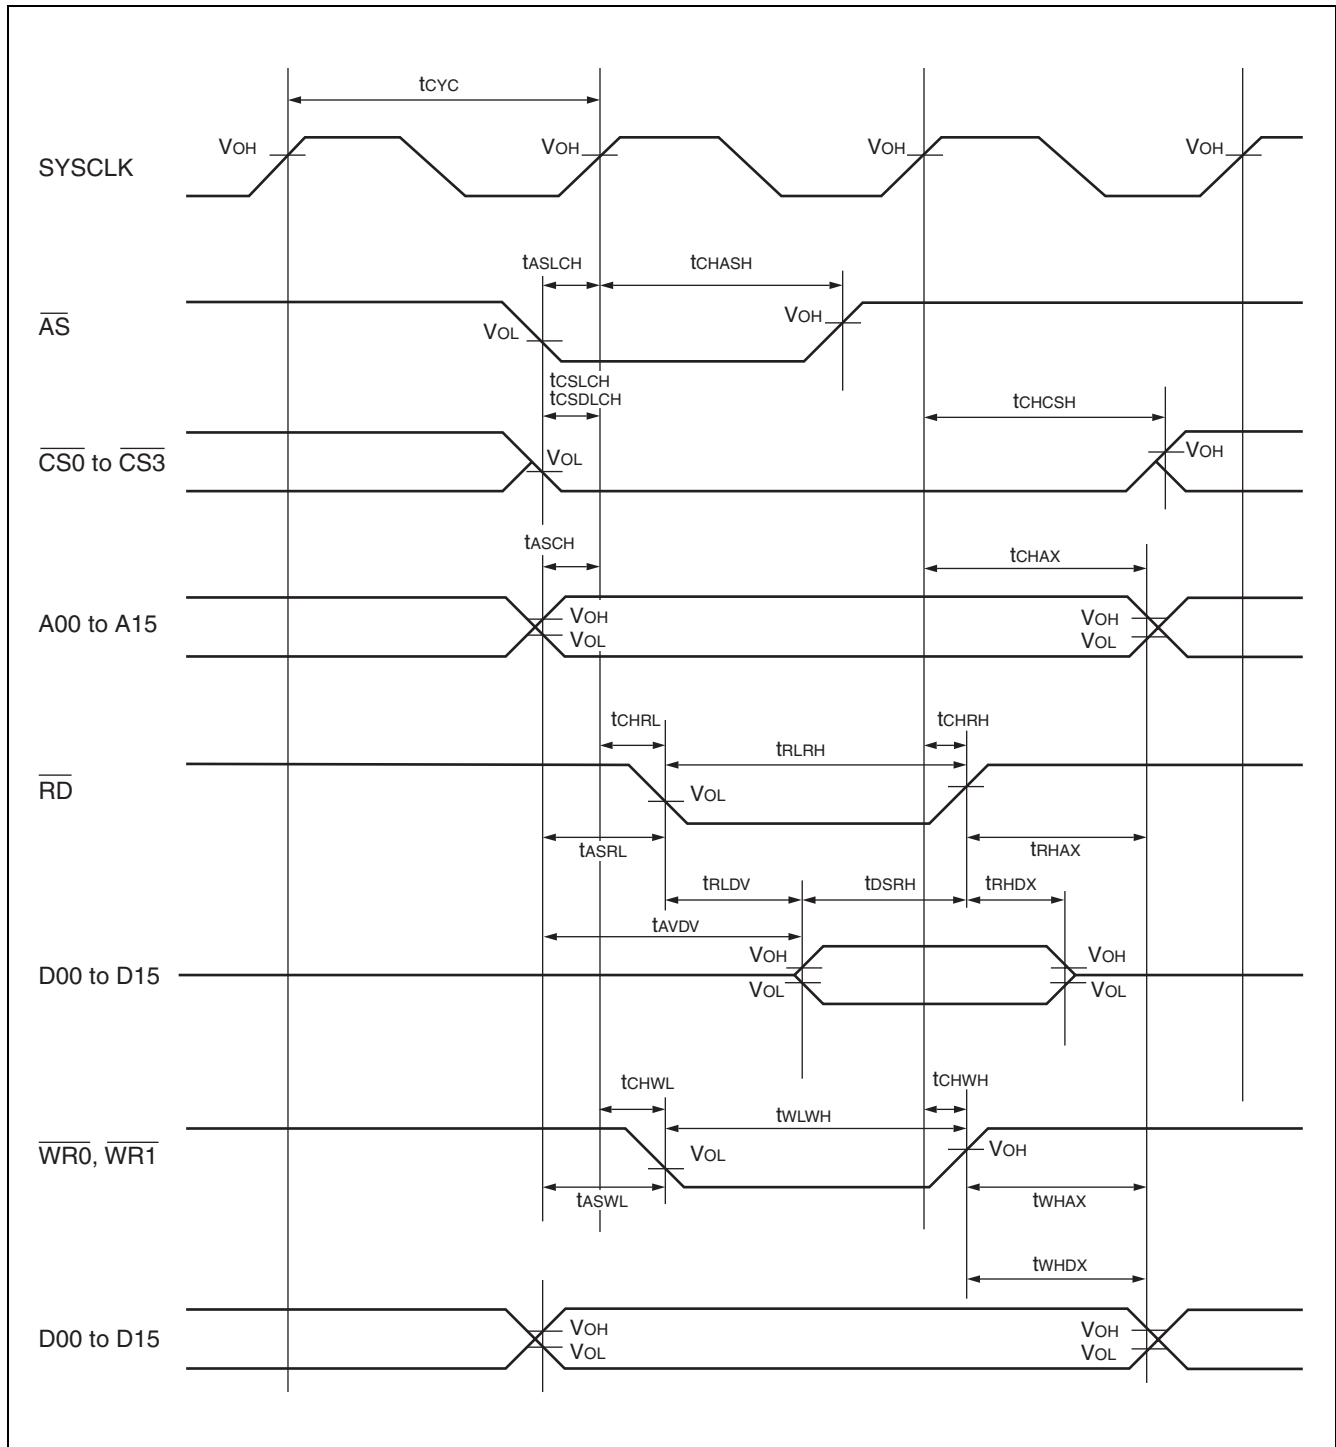 tCYC
SYSCLK
VOH VOH VOH VOH
tASLCH tCHASH
AS
VOL VOH
tCSLCH
tCSDLCH
tCHCSH
CS0 to CS3
VOL VOH
tASCH tCHAX
A00 to A15
VOH VOH
VOL VOL
tCHRL tCHRH
tRLRH
RD
VOL
tASRL tRHAX
tRLDV tDSRH tRHDX
tAVDV
D00 to D15
VOH VOH
VOL VOL
tCHWL tCHWH
tWLWH
WR0, WR1
VOL VOH
tASWL tWHAX
tWHDX
D00 to D15
VOH VOH
VOL VOL